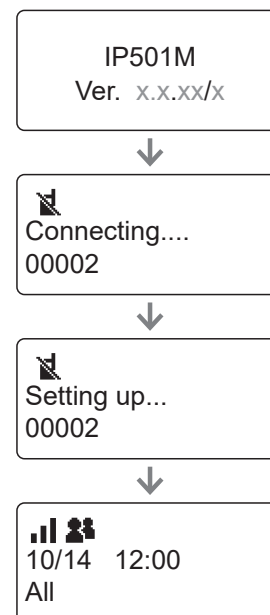 IP501M
Ver. x.x.xx/x
Connecting....
00002
Setting up...
00002
10/14 12:00
All